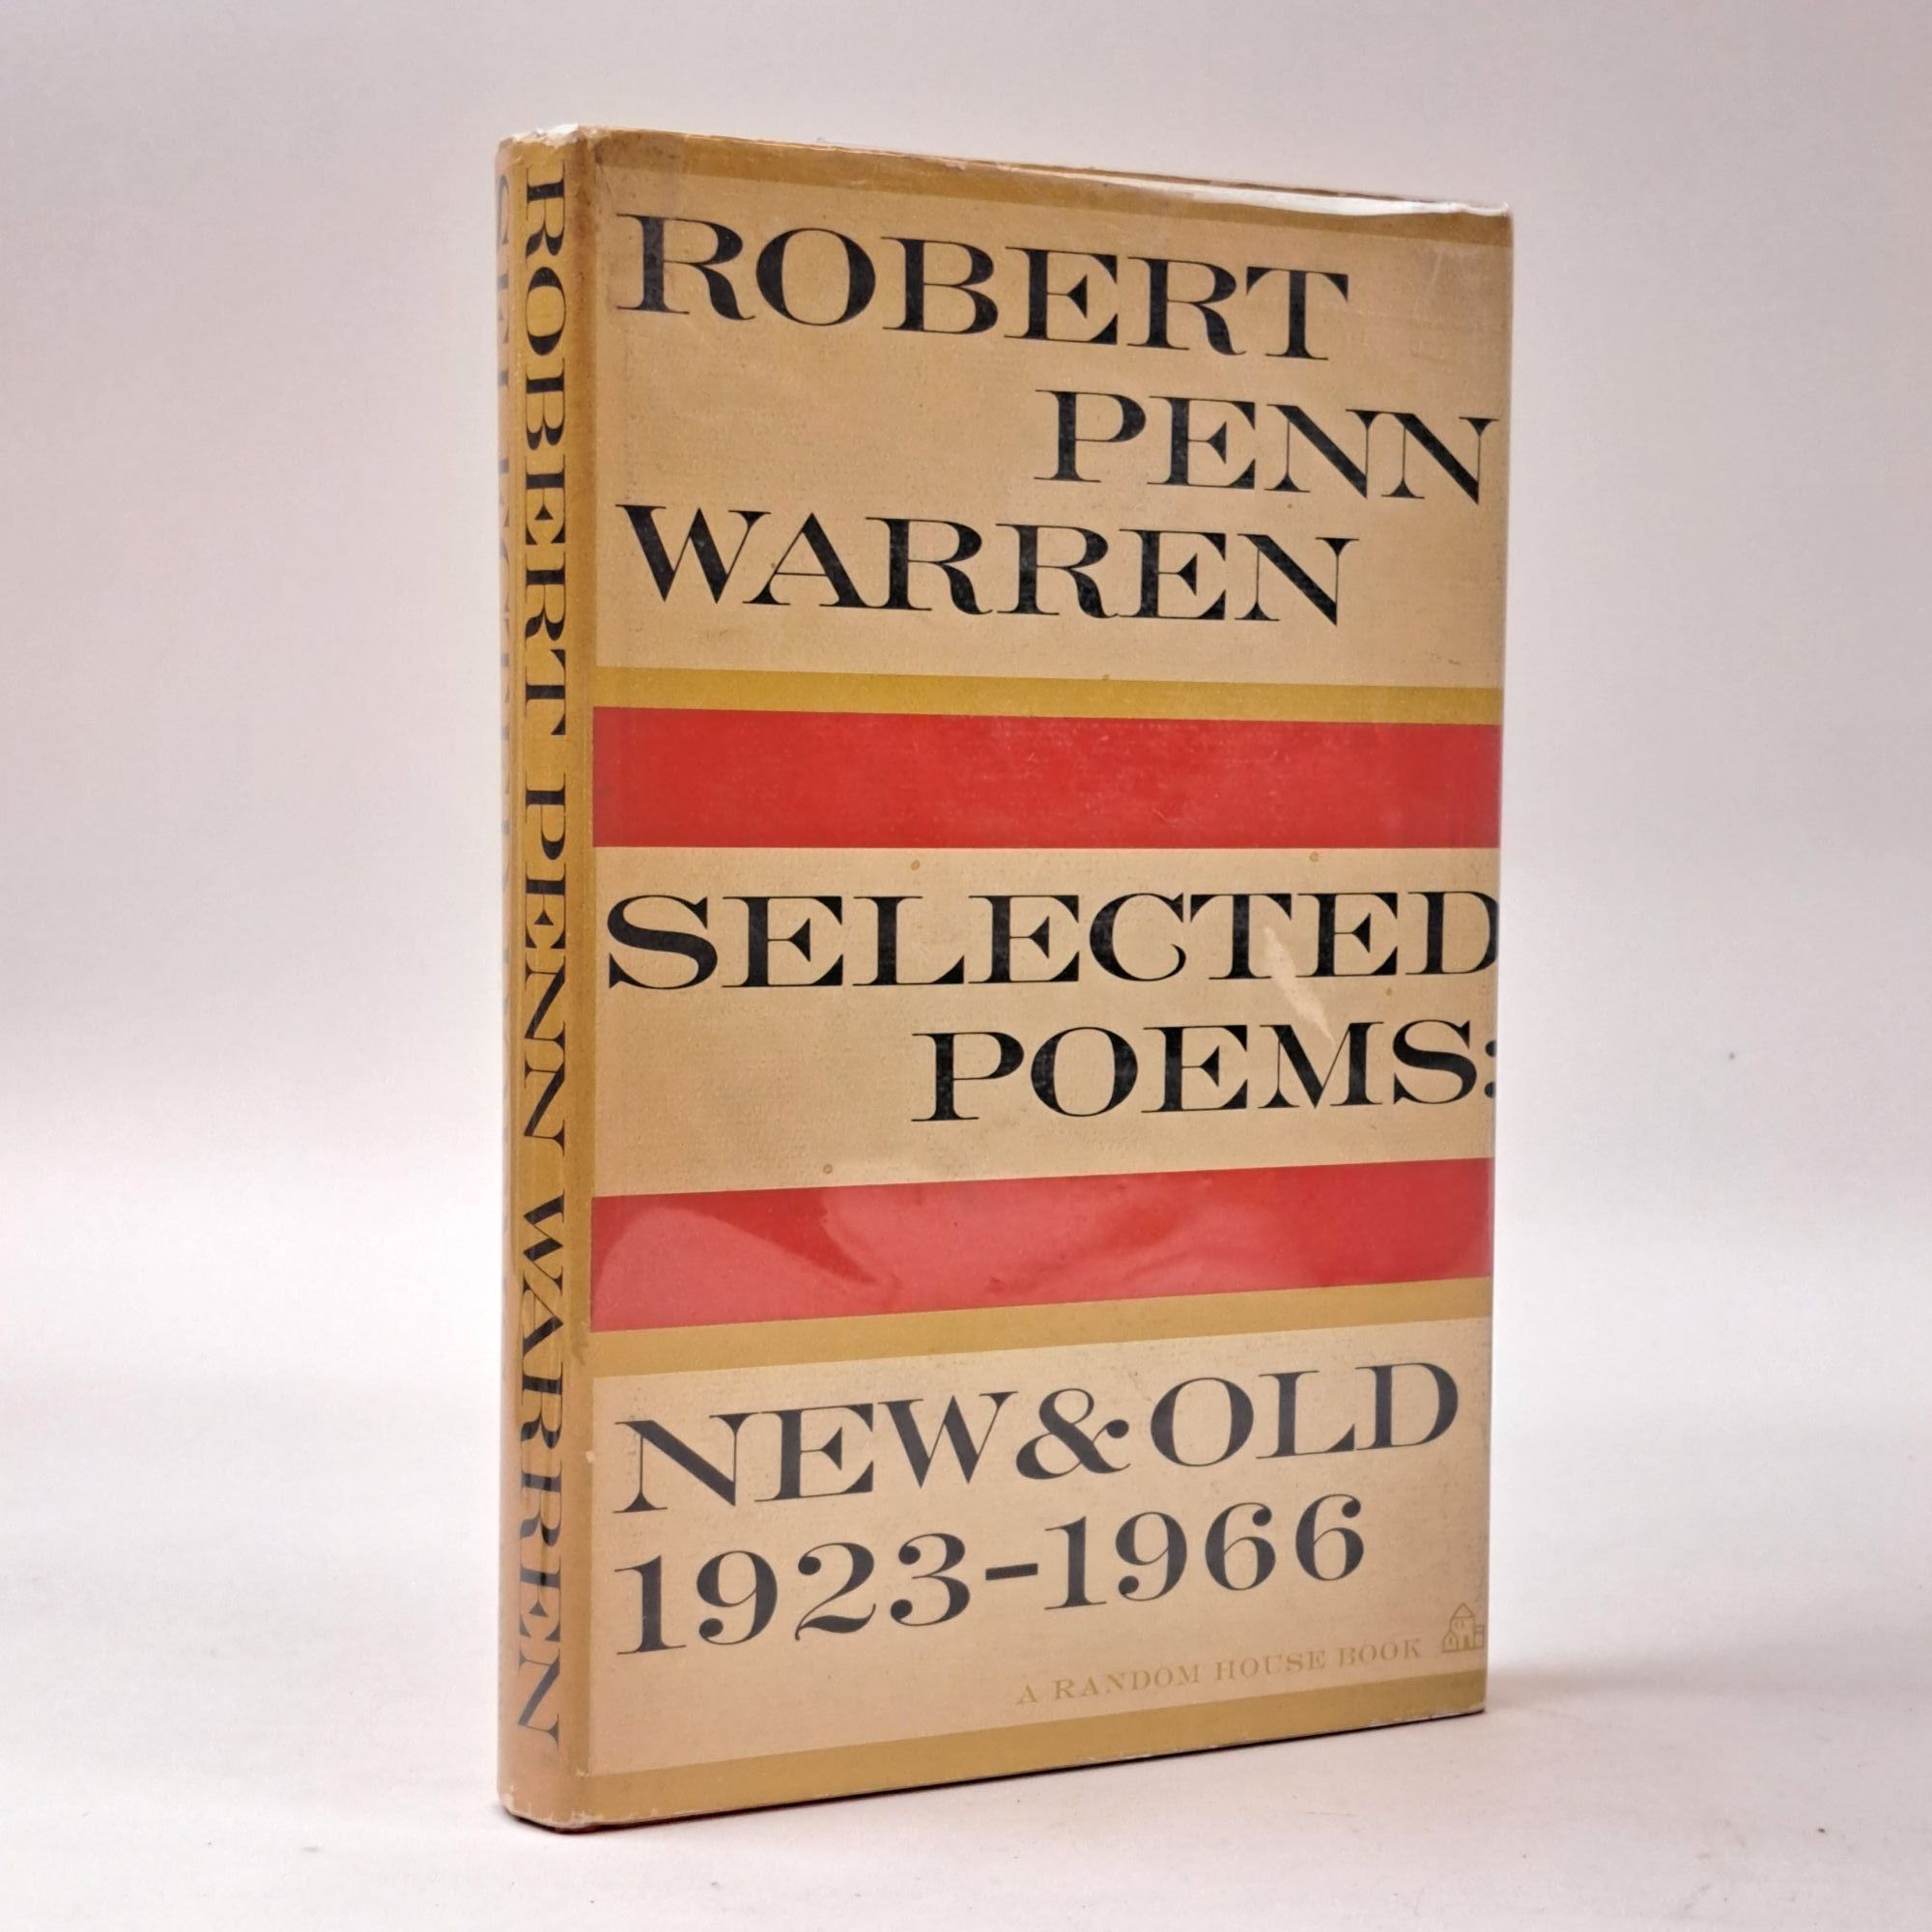 ROBERT
PENN
WARREN
SELECTED
POEMS:
NEW & OLD
1923-1966
A RANDOM HOUSE BOOK
ROBERT PENN WARREN